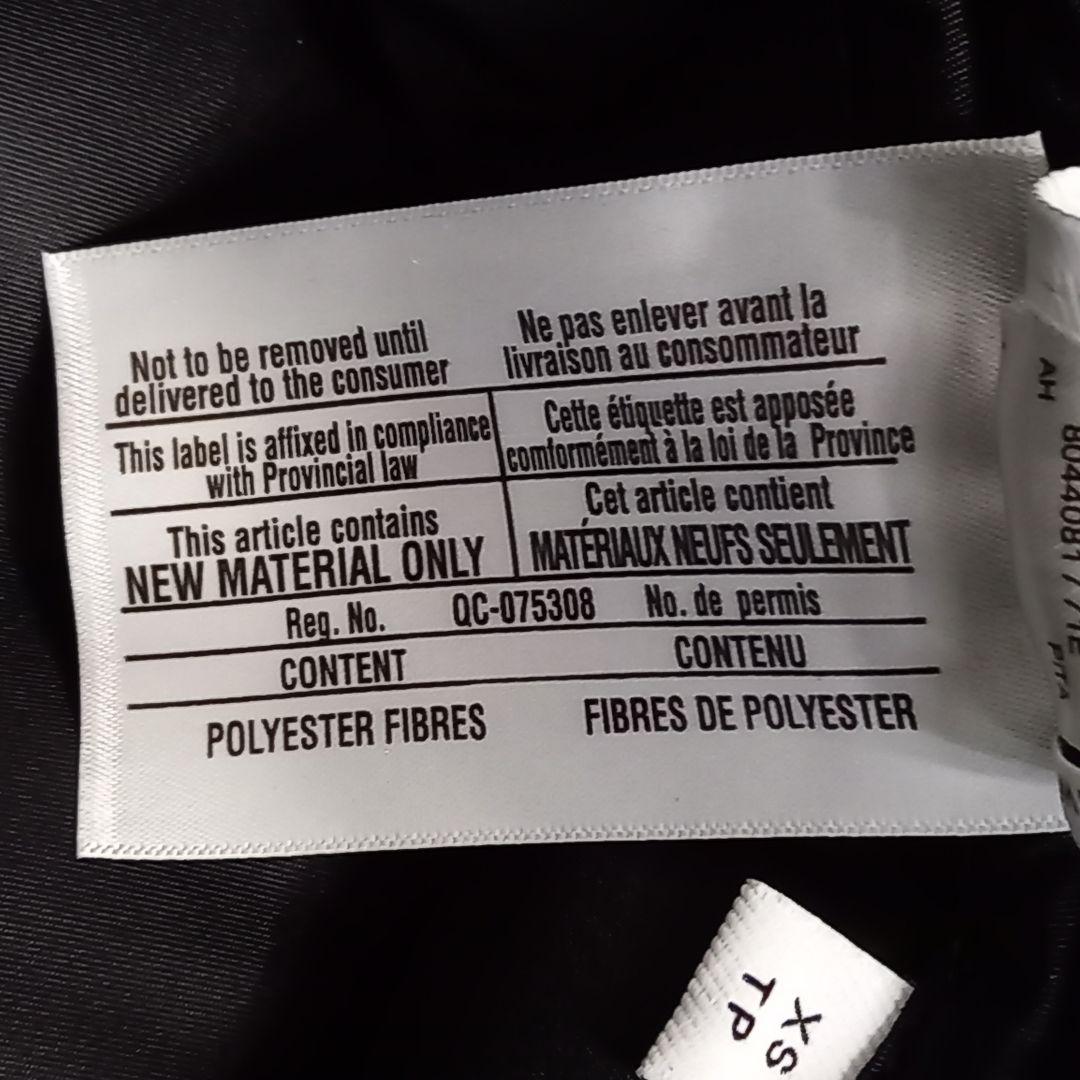 Not to be removed until
delivered to the consumer
Ne pas enlever avant la
livraison au consommateur
This label is affixed in compliance
with Provincial law
Cette étiquette est apposée
comformément à la loi de la Province
This article contains
NEW MATERIAL ONLY
Cet article contient
MATÉRIAUX NEUFS SEULEMENT
Reg. No. QC-075308 No. de permis
CONTENT
CONTENU
POLYESTER FIBRES
FIBRES DE POLYESTER
AH
PITA
XS
TP